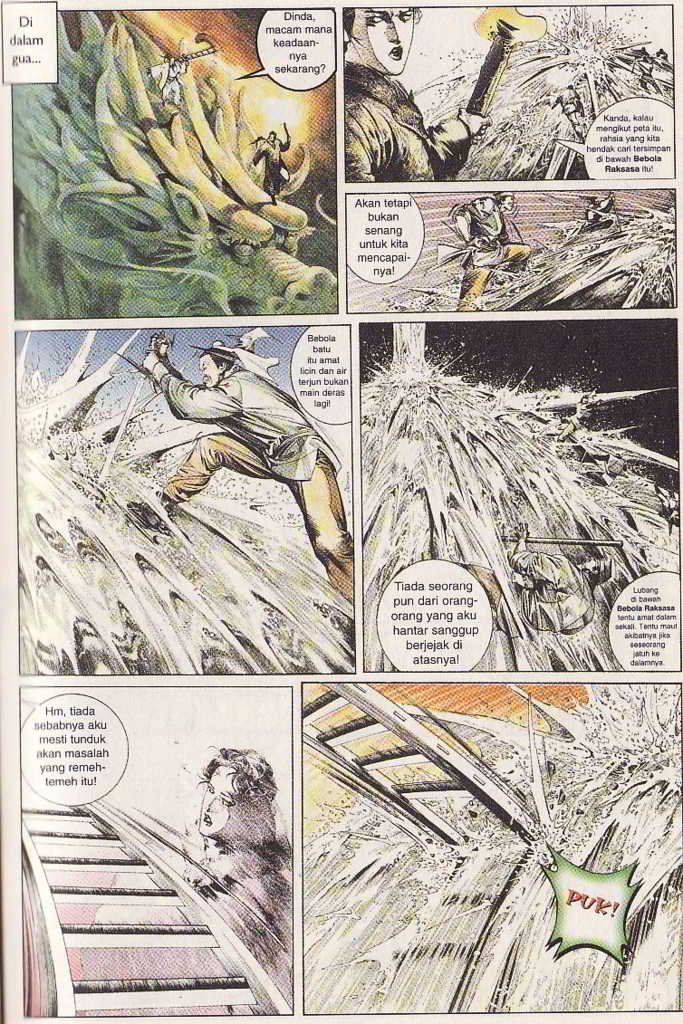 Di
dalam
gua...
Dinda,
macam mana
keadaan-
nya
sekarang?
Kanda, kalau
mengikut peta itu,
rahsia yang kita
hendak cari tersimpan
di bawah Bebola
Raksasa itu!
Akan tetapi
bukan
senang
untuk kita
mencapai-
nya!
Bebola
batu
itu amat
licin dan air
terjun bukan
main deras
lagi!
Tiada seorang
pun dari orang-
orang yang aku
hantar sanggup
berjejak di
atasnya!
Lubang
di bawah
Bebola Raksasa
tentu amat dalam
sekali. Tentu maut
akibatnya jika
seseorang
jatuh ke
dalamnya.
Hm, tiada
sebabnya aku
mesti tunduk
akan masalah
yang remeh-
temeh itu!
PUK!